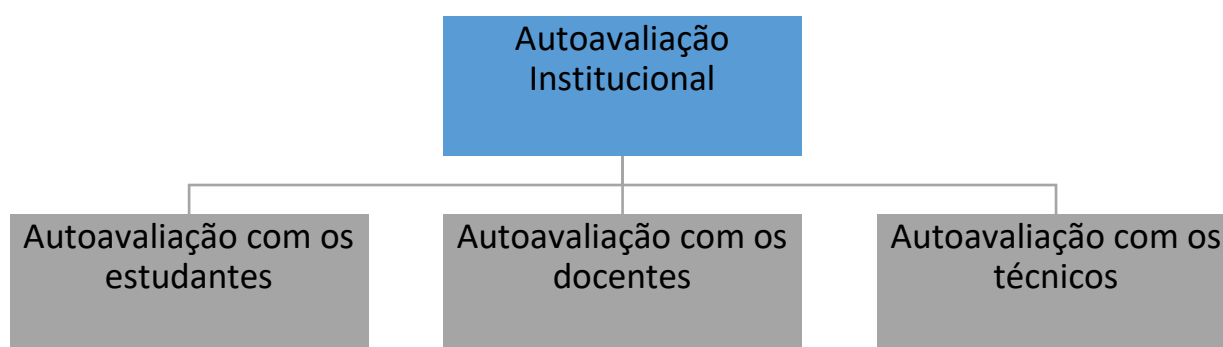 Autoavaliação
Institucional
Autoavaliação com os
estudantes
Autoavaliação com os
docentes
Autoavaliação com os
técnicos